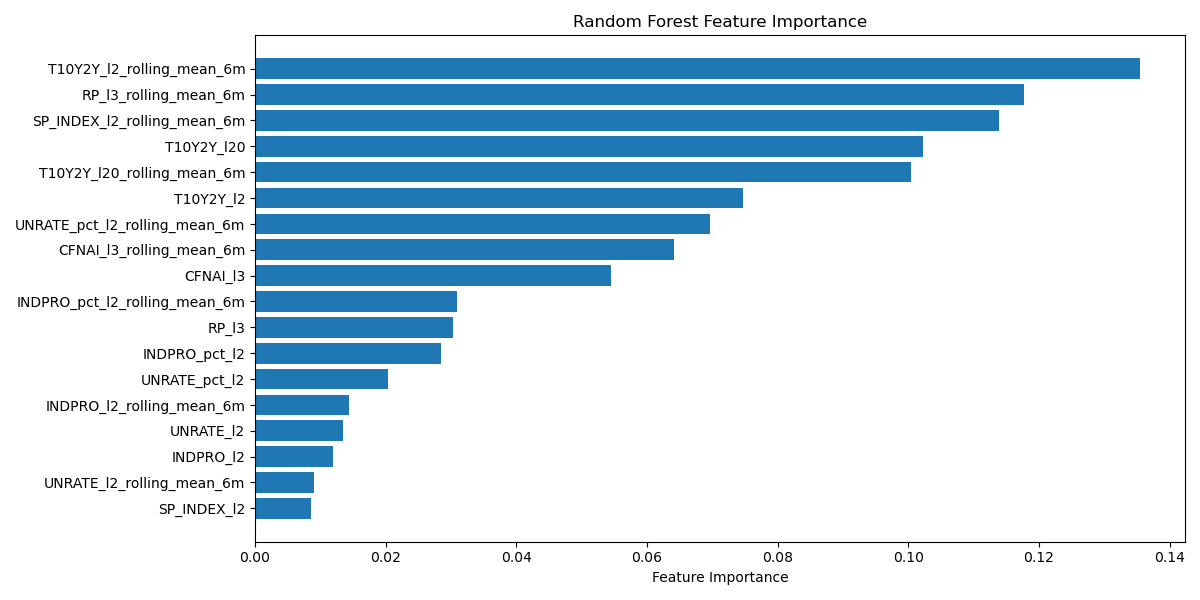 Random Forest Feature Importance
T10Y2Y_l2_rolling_mean_6m
RP_l3_rolling_mean_6m
SP_INDEX_l2_rolling_mean_6m
T10Y2Y_l20
T10Y2Y_l20_rolling_mean_6m
T10Y2Y_l2
UNRATE_pct_l2_rolling_mean_6m
CFNAI_l3_rolling_mean_6m
CFNAI_l3
INDPRO_pct_l2_rolling_mean_6m
RP_l3
INDPRO_pct_l2
UNRATE_pct_l2
INDPRO_l2_rolling_mean_6m
UNRATE_l2
INDPRO_l2
UNRATE_l2_rolling_mean_6m
SP_INDEX_l2
0.00 0.02 0.04 0.06 0.08 0.10 0.12 0.14
Feature Importance